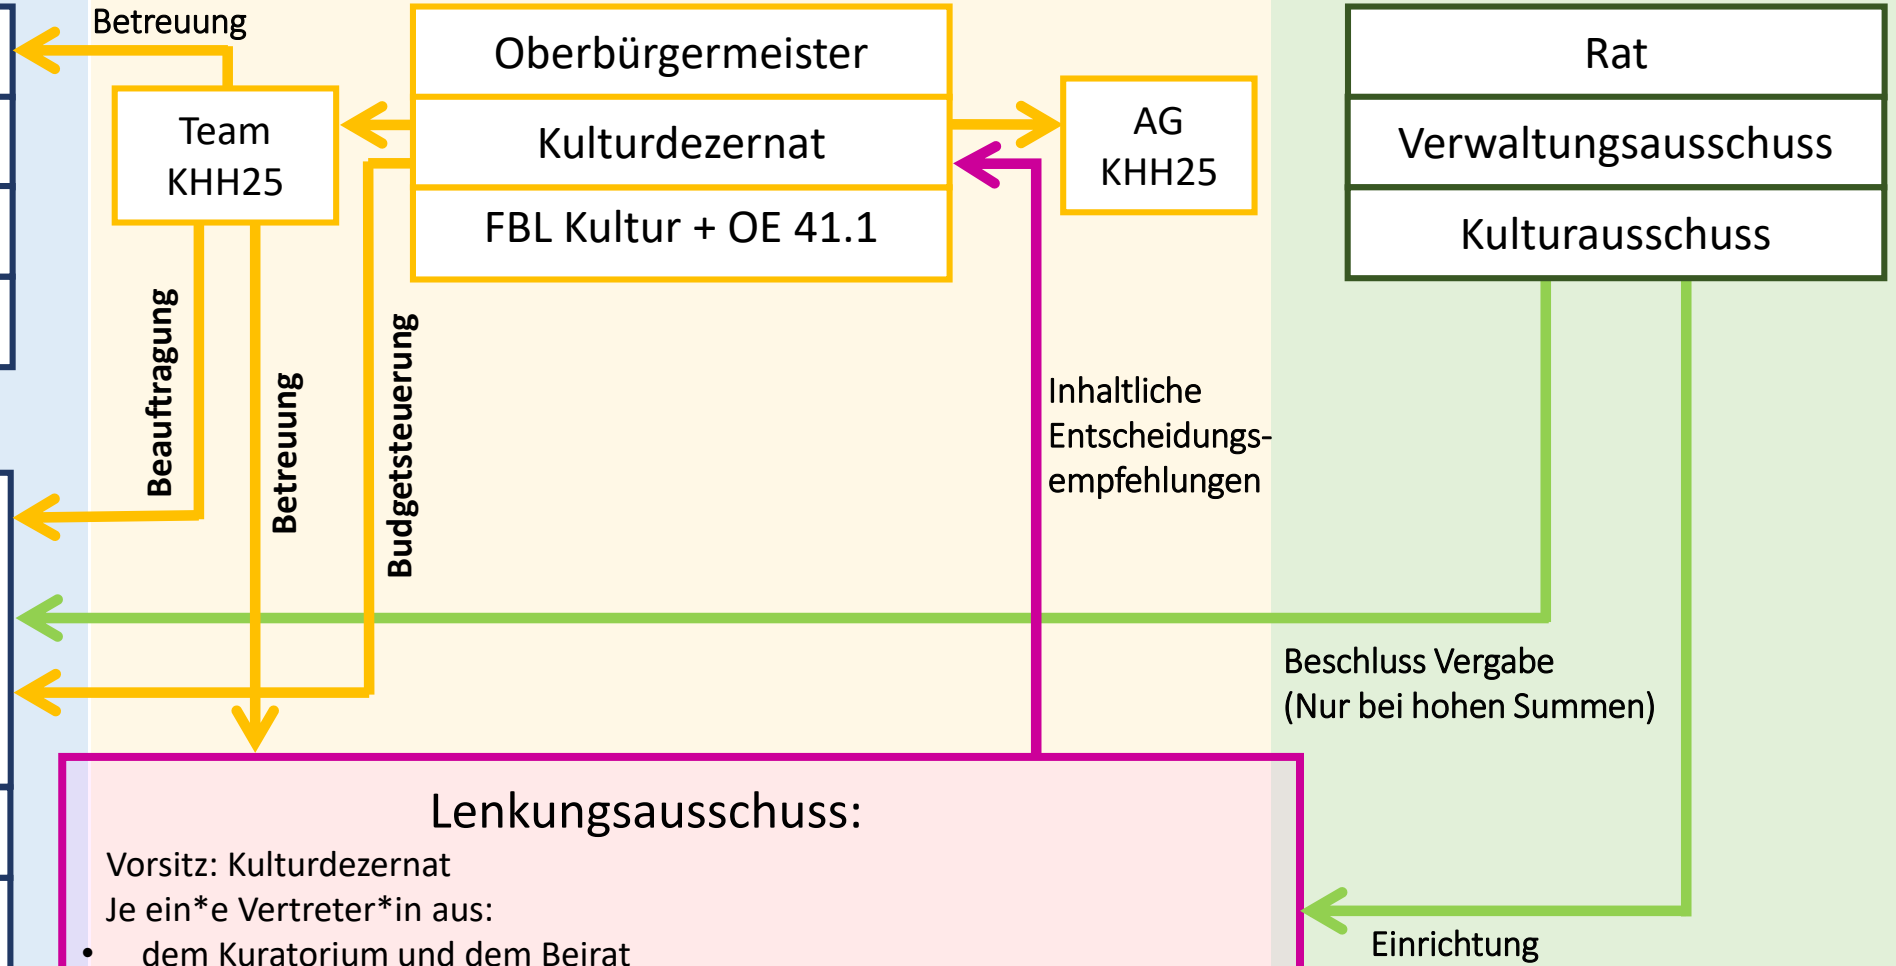 Betreuung
Oberbürgermeister
Kulturdezernat
FBL Kultur + OE 41.1
Team
KHH25
AG
KHH25
Rat
Verwaltungsausschuss
Kulturausschuss
Beauftragung
Betreuung
Budgetsteuerung
Inhaltliche
Entscheidungs-
empfehlungen
Beschluss Vergabe
(Nur bei hohen Summen)
Lenkungsausschuss:
Vorsitz: Kulturdezernat
Je ein*e Vertreter*in aus:
• dem Kuratorium und dem Beirat
Einrichtung